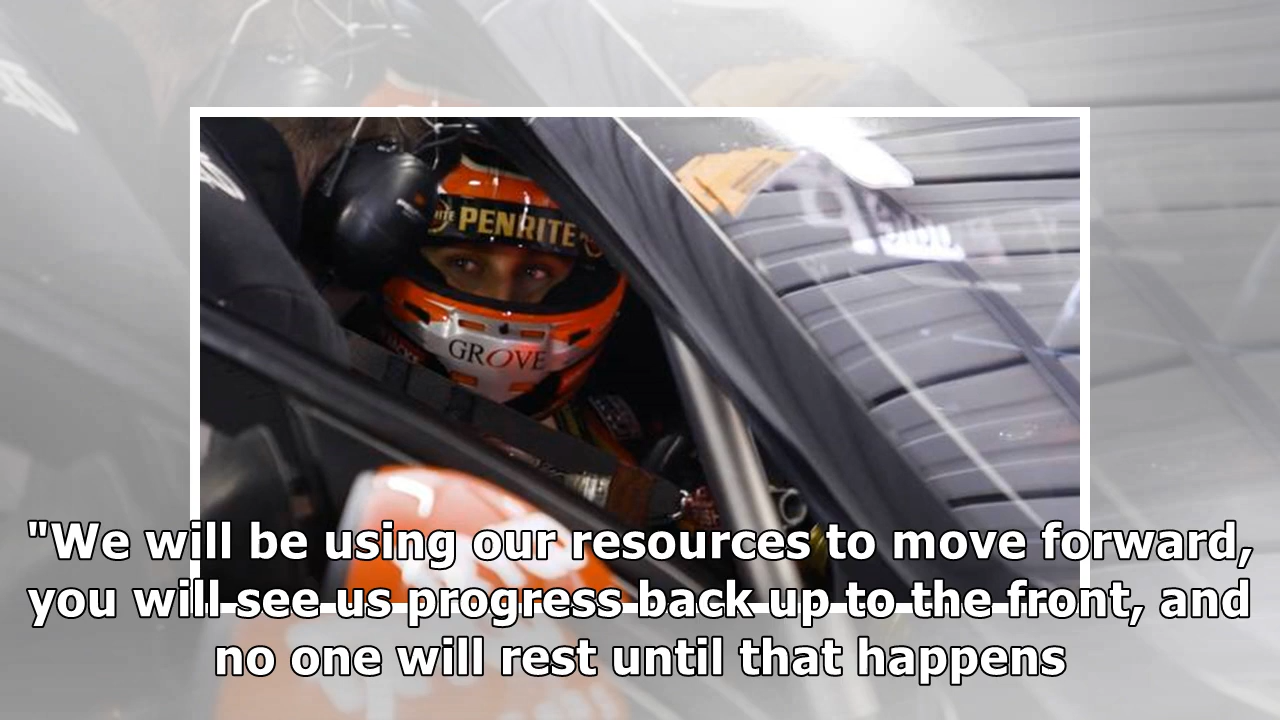 PENRITE
GROVE
"We will be using our resources to move forward,
you will see us progress back up to the front, and
no one will rest until that happens